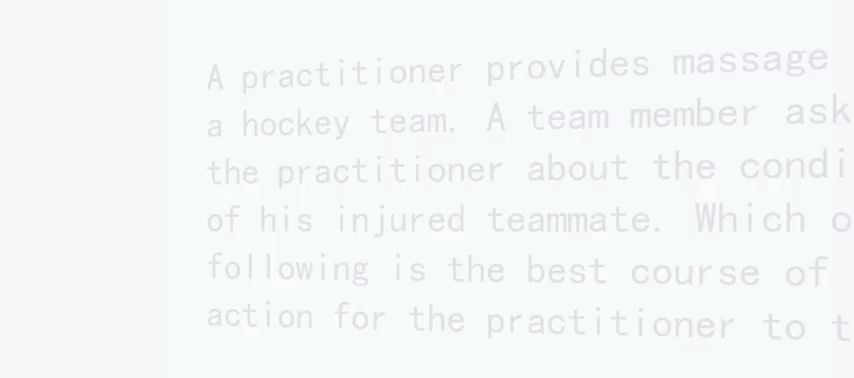 A practitioner provides massage
a hockey team. A team member ask
the practitioner about the condi
of his injured teammate. Which o
following is the best course of
action for the practitioner to t